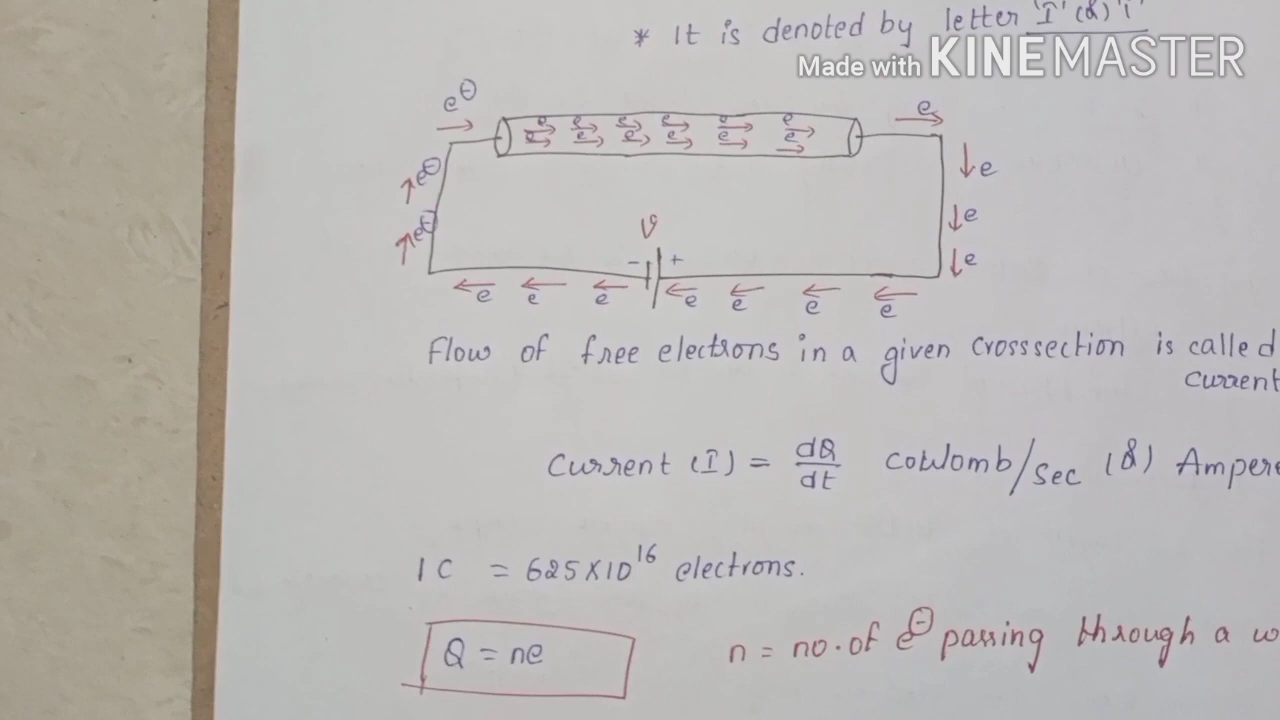 * It is denoted by letter 'I' (or) 'i'
Made with KINEMASTER
e⊖ e e e e e e e
e e e e e e
e⊖ e
e⊖ V e
- + e
e e e e e e e
Flow of free electrons in a given crosssection is called
current
Current (I) = dQ/dt coulomb/sec (or) Ampere
1C = 625×10^16 electrons.
Q = ne n = no. of e⊖ passing through a